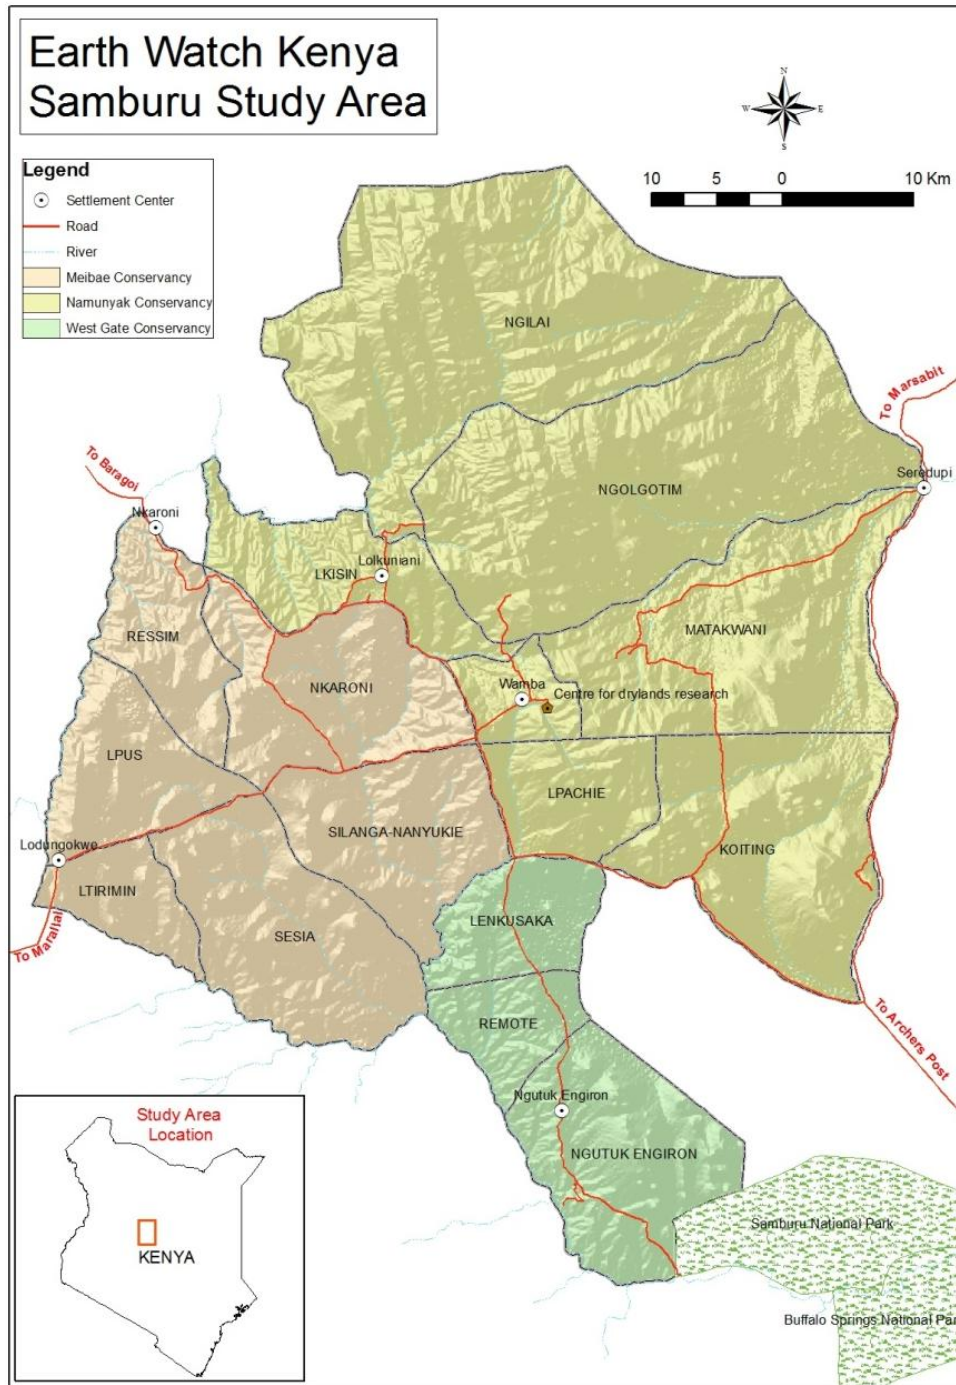 Earth Watch Kenya
Samburu Study Area
N
W
E
S
Legend
Settlement Center
Road
River
Meibae Conservancy
Namunyak Conservancy
West Gate Conservancy
10 5 0 10 Km
NGILAI
To Marsabit
To Baragoi
Seredupi
NGOLGOTIM
Nkaroni
Lolkuniani
LKISIN
RESSIM
MATAKWANI
NKARONI
Wamba
Centre for drylands research
LPUS
LPACHIE
SILANGA-NANYUKIE
Lodungokwe
KOITING
LTIRIMIN
LENKUSAKA
SESIA
To Maralal
REMOTE
To Archers Post
Ngutuk Engiron
NGUTUK ENGIRON
Study Area
Location
KENYA
Samburu National Park
Buffalo Springs National Par